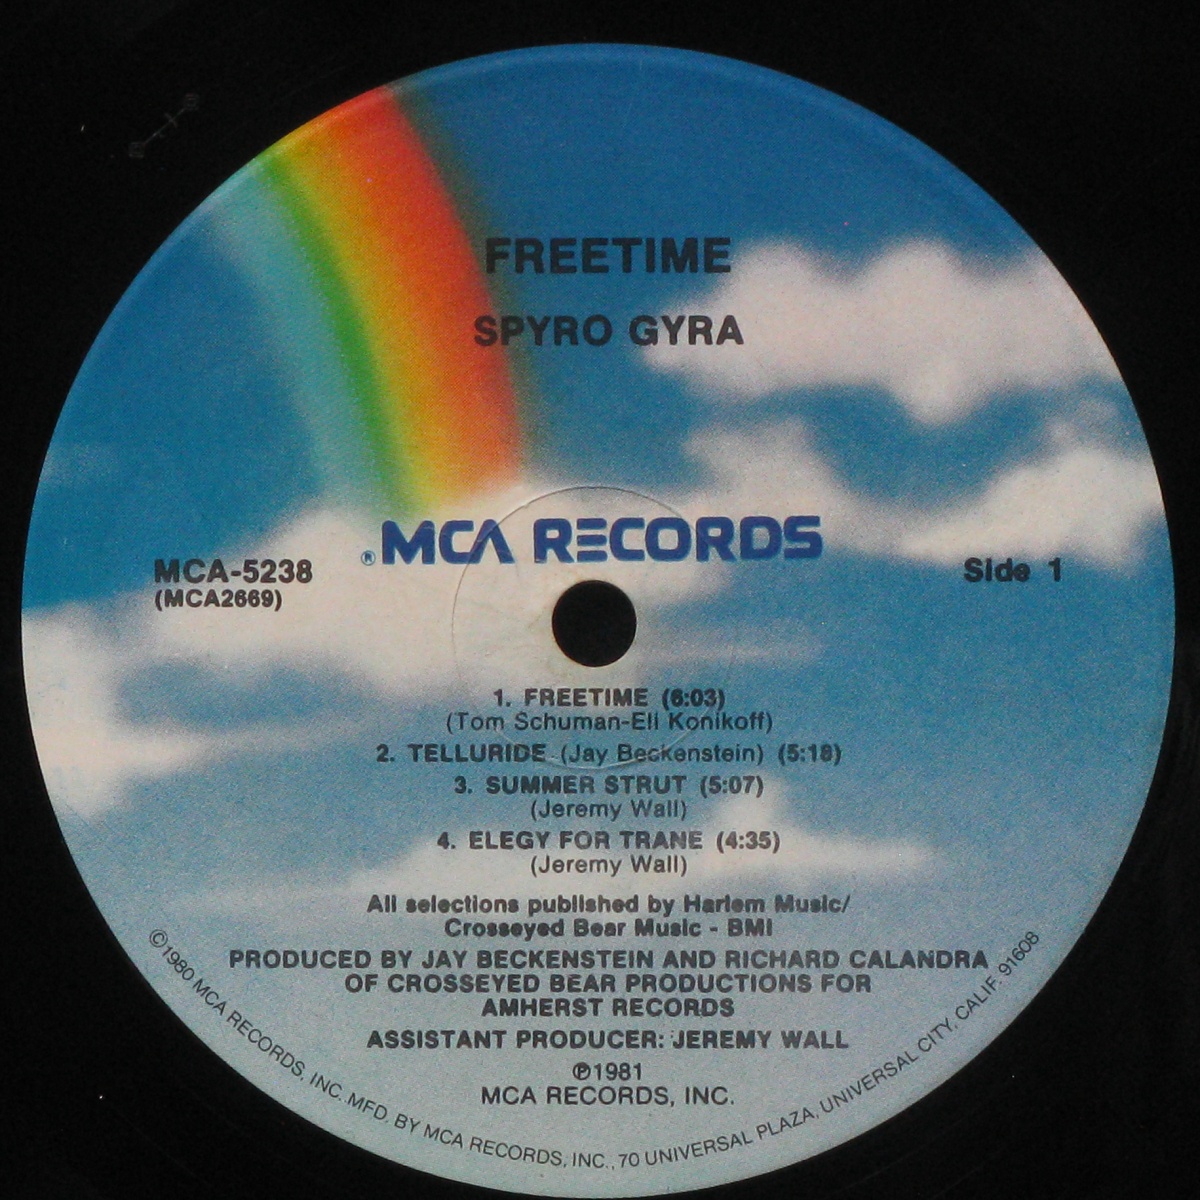 FREETIME
SPYRO GYRA
®MCA RECORDS
MCA-5238
(MCA2669)
Side 1
1. FREETIME (6:03)
(Tom Schuman-Eli Konikoff)
2. TELLURIDE (Jay Beckenstein) (5:18)
3. SUMMER STRUT (5:07)
(Jeremy Wall)
4. ELEGY FOR TRANE (4:35)
(Jeremy Wall)
All selections published by Harlem Music/
Crosseyed Bear Music - BMI
PRODUCED BY JAY BECKENSTEIN AND RICHARD CALANDRA
OF CROSSEYED BEAR PRODUCTIONS FOR
AMHERST RECORDS
ASSISTANT PRODUCER: JEREMY WALL
℗1981
MCA RECORDS, INC.
©1980 MCA RECORDS, INC. MFD. BY MCA RECORDS, INC., 70 UNIVERSAL PLAZA, UNIVERSAL CITY, CALIF. 91608